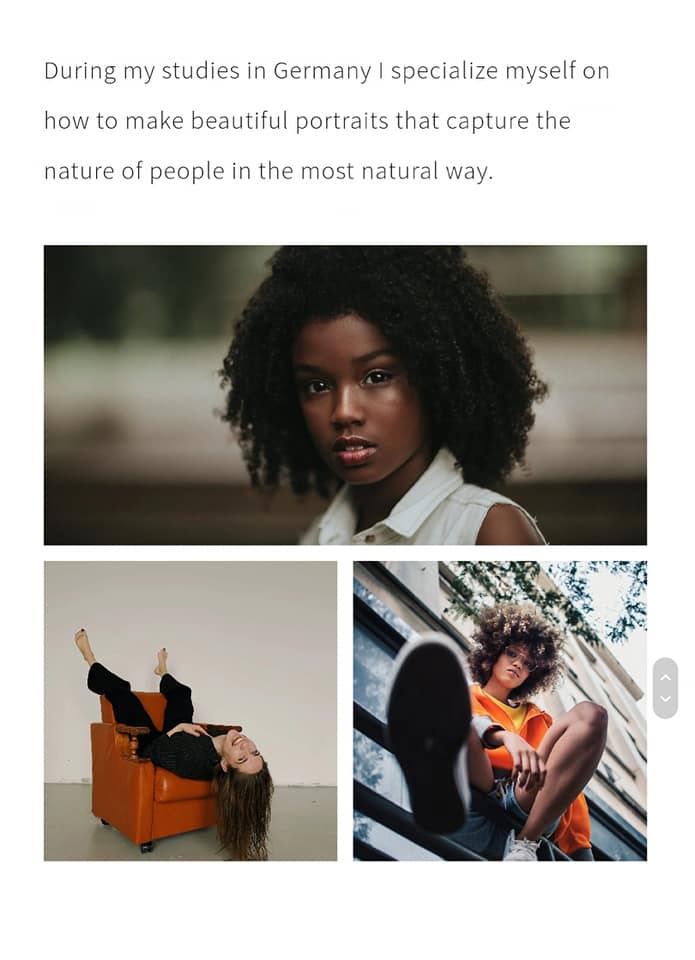 During my studies in Germany I specialize myself on
how to make beautiful portraits that capture the
nature of people in the most natural way.